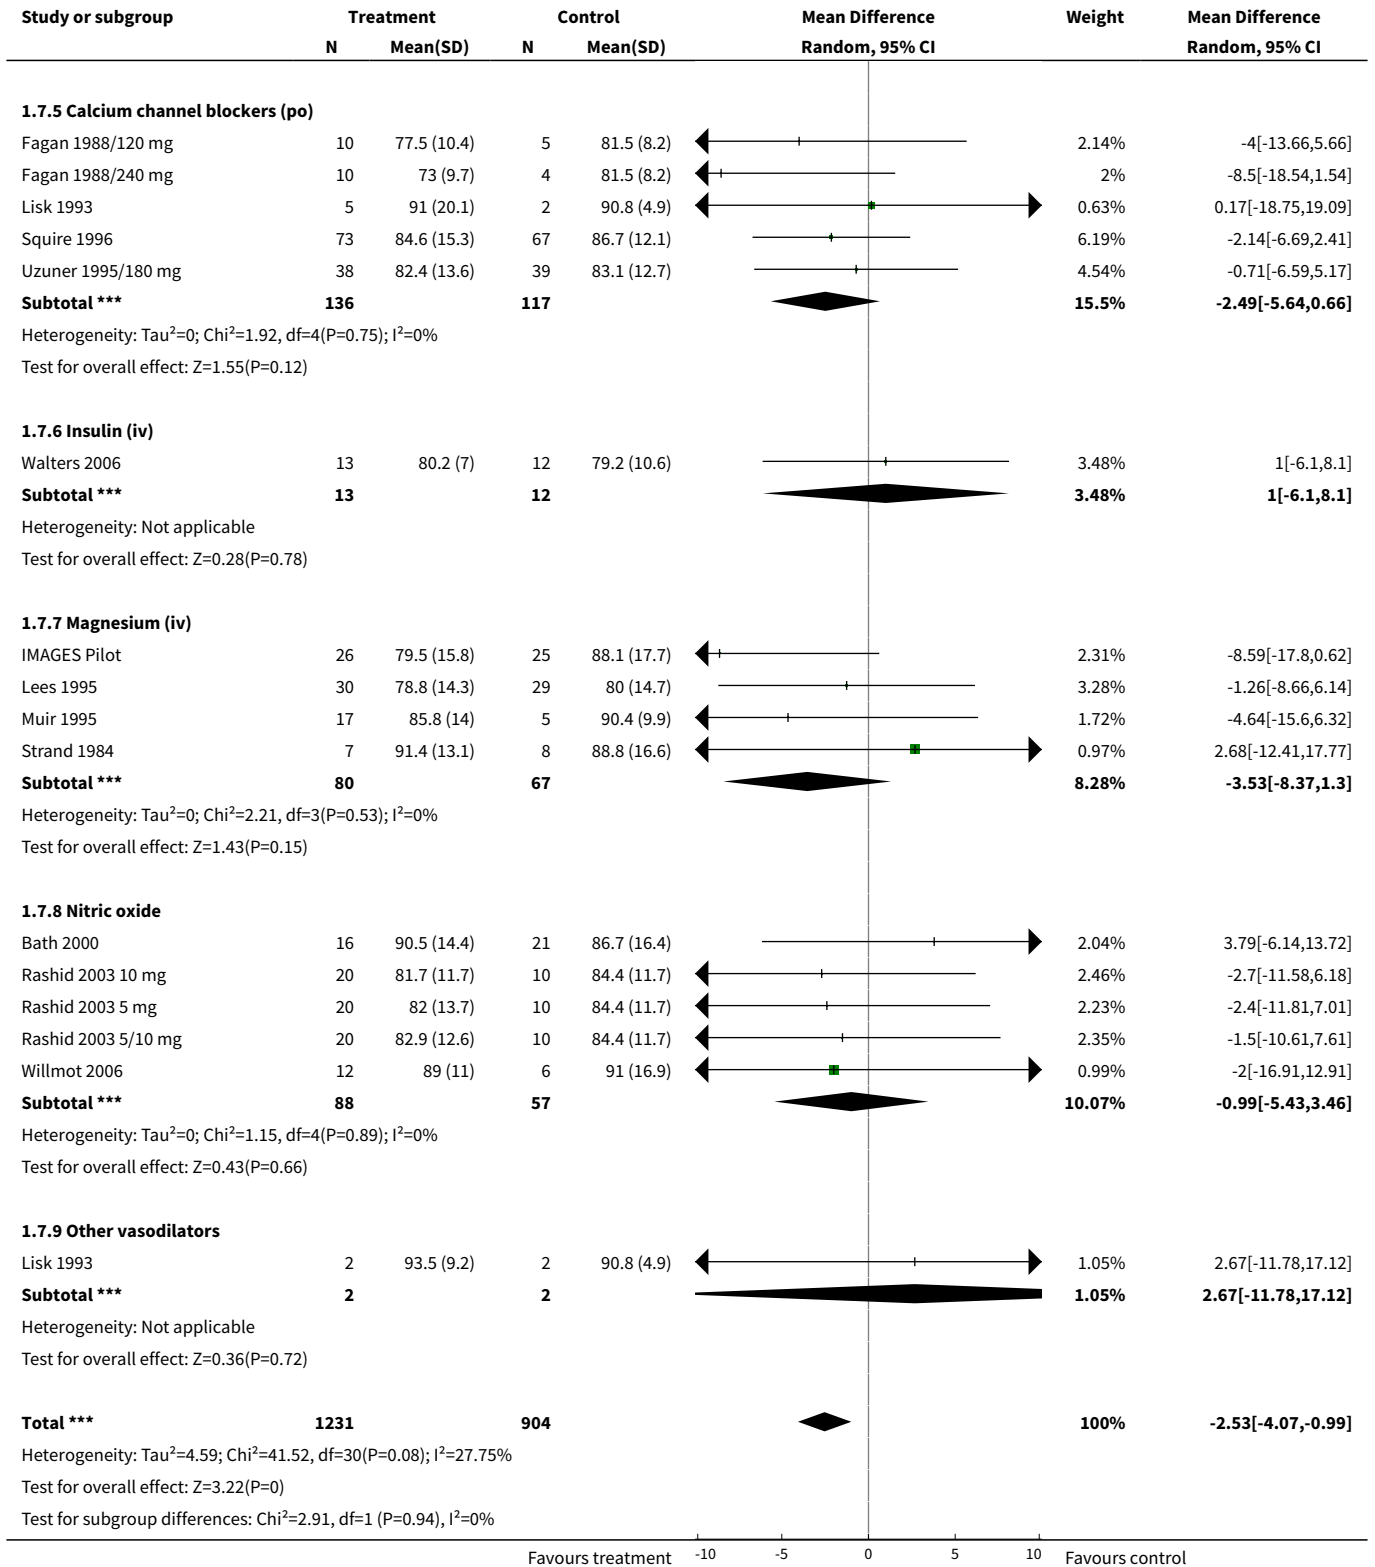 Study or subgroup Treatment Control Mean Difference Weight Mean Difference
N Mean(SD) N Mean(SD) Random, 95% CI Random, 95% CI
1.7.5 Calcium channel blockers (po)
Fagan 1988/120 mg 10 77.5 (10.4) 5 81.5 (8.2) 2.14% -4[-13.66,5.66]
Fagan 1988/240 mg 10 73 (9.7) 4 81.5 (8.2) 2% -8.5[-18.54,1.54]
Lisk 1993 5 91 (20.1) 2 90.8 (4.9) 0.63% 0.17[-18.75,19.09]
Squire 1996 73 84.6 (15.3) 67 86.7 (12.1) 6.19% -2.14[-6.69,2.41]
Uzuner 1995/180 mg 38 82.4 (13.6) 39 83.1 (12.7) 4.54% -0.71[-6.59,5.17]
Subtotal *** 136 117 15.5% -2.49[-5.64,0.66]
Heterogeneity: Tau²=0; Chi²=1.92, df=4(P=0.75); I²=0%
Test for overall effect: Z=1.55(P=0.12)
1.7.6 Insulin (iv)
Walters 2006 13 80.2 (7) 12 79.2 (10.6) 3.48% 1[-6.1,8.1]
Subtotal *** 13 12 3.48% 1[-6.1,8.1]
Heterogeneity: Not applicable
Test for overall effect: Z=0.28(P=0.78)
1.7.7 Magnesium (iv)
IMAGES Pilot 26 79.5 (15.8) 25 88.1 (17.7) 2.31% -8.59[-17.8,0.62]
Lees 1995 30 78.8 (14.3) 29 80 (14.7) 3.28% -1.26[-8.66,6.14]
Muir 1995 17 85.8 (14) 5 90.4 (9.9) 1.72% -4.64[-15.6,6.32]
Strand 1984 7 91.4 (13.1) 8 88.8 (16.6) 0.97% 2.68[-12.41,17.77]
Subtotal *** 80 67 8.28% -3.53[-8.37,1.3]
Heterogeneity: Tau²=0; Chi²=2.21, df=3(P=0.53); I²=0%
Test for overall effect: Z=1.43(P=0.15)
1.7.8 Nitric oxide
Bath 2000 16 90.5 (14.4) 21 86.7 (16.4) 2.04% 3.79[-6.14,13.72]
Rashid 2003 10 mg 20 81.7 (11.7) 10 84.4 (11.7) 2.46% -2.7[-11.58,6.18]
Rashid 2003 5 mg 20 82 (13.7) 10 84.4 (11.7) 2.23% -2.4[-11.81,7.01]
Rashid 2003 5/10 mg 20 82.9 (12.6) 10 84.4 (11.7) 2.35% -1.5[-10.61,7.61]
Willmot 2006 12 89 (11) 6 91 (16.9) 0.99% -2[-16.91,12.91]
Subtotal *** 88 57 10.07% -0.99[-5.43,3.46]
Heterogeneity: Tau²=0; Chi²=1.15, df=4(P=0.89); I²=0%
Test for overall effect: Z=0.43(P=0.66)
1.7.9 Other vasodilators
Lisk 1993 2 93.5 (9.2) 2 90.8 (4.9) 1.05% 2.67[-11.78,17.12]
Subtotal *** 2 2 1.05% 2.67[-11.78,17.12]
Heterogeneity: Not applicable
Test for overall effect: Z=0.36(P=0.72)
Total *** 1231 904 100% -2.53[-4.07,-0.99]
Heterogeneity: Tau²=4.59; Chi²=41.52, df=30(P=0.08); I²=27.75%
Test for overall effect: Z=3.22(P=0)
Test for subgroup differences: Chi²=2.91, df=1 (P=0.94), I²=0%
Favours treatment -10 -5 0 5 10 Favours control